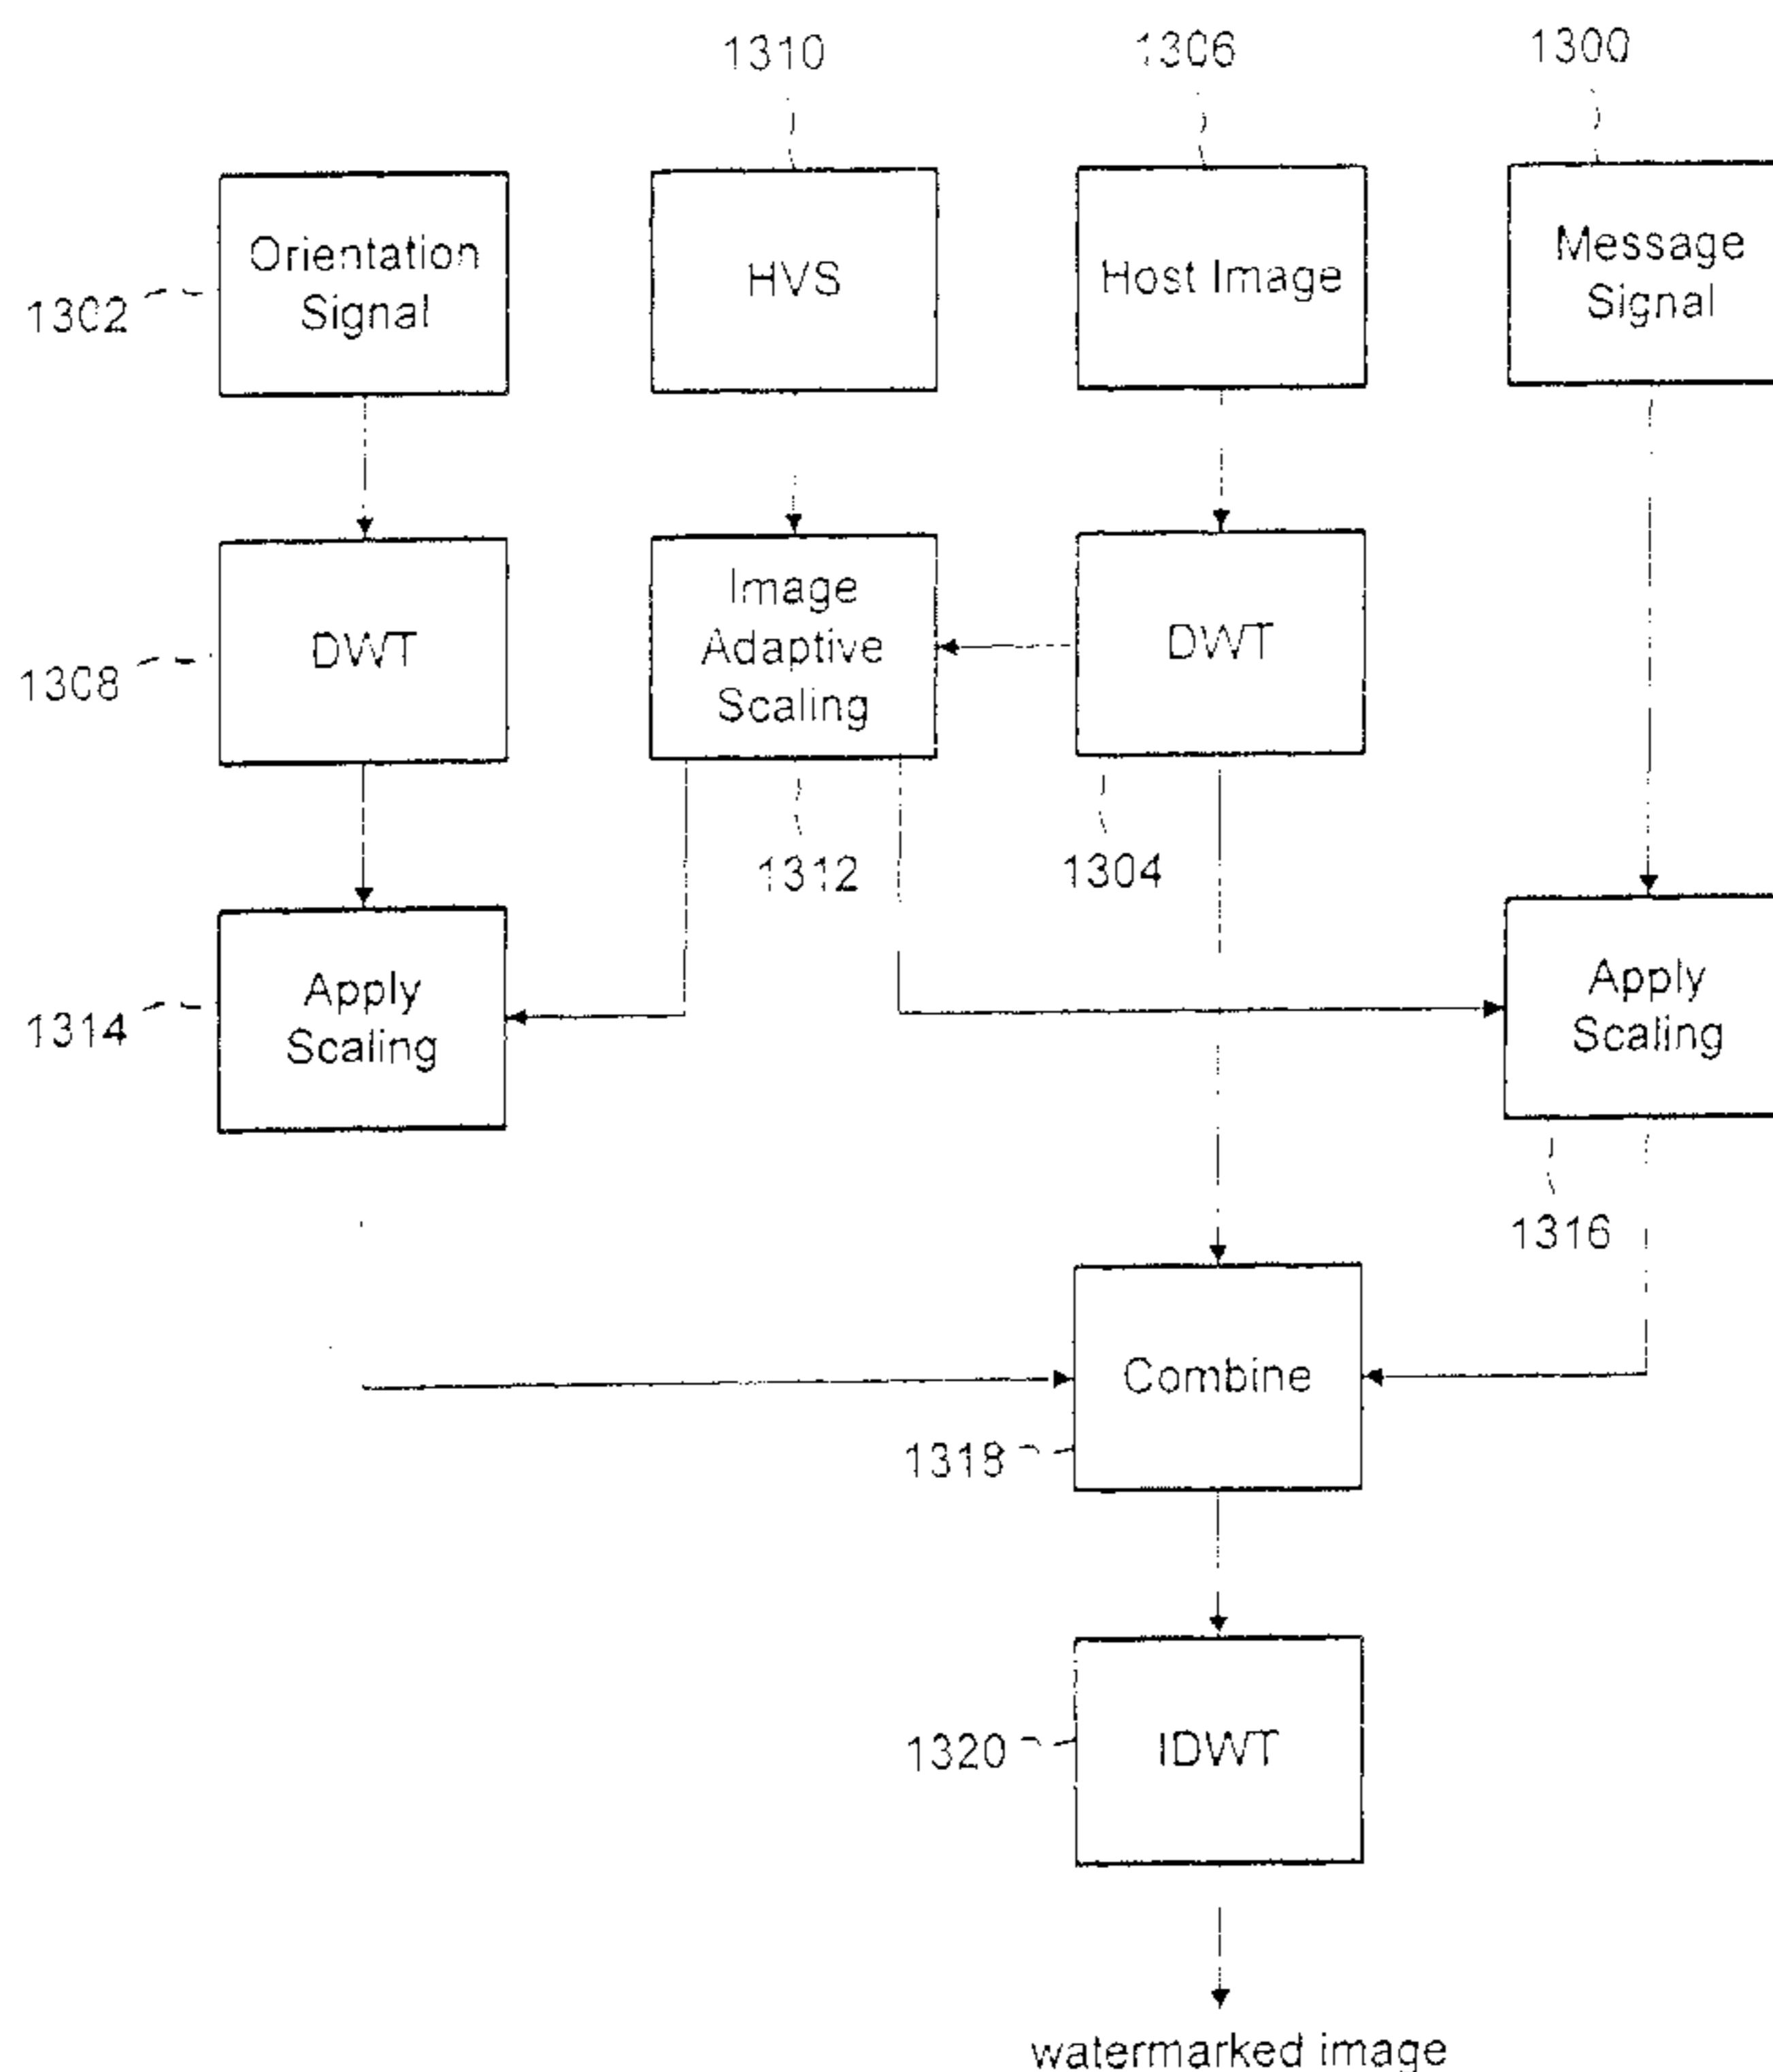 1310
1306
1300
Orientation
Signal
HVS
Host Image
Message
Signal
1302
DWT
Image
Adaptive
Scaling
DWT
1308
1312
1304
Apply
Scaling
Apply
Scaling
1314
1316
Combine
1318
IDWT
1320
watermarked image